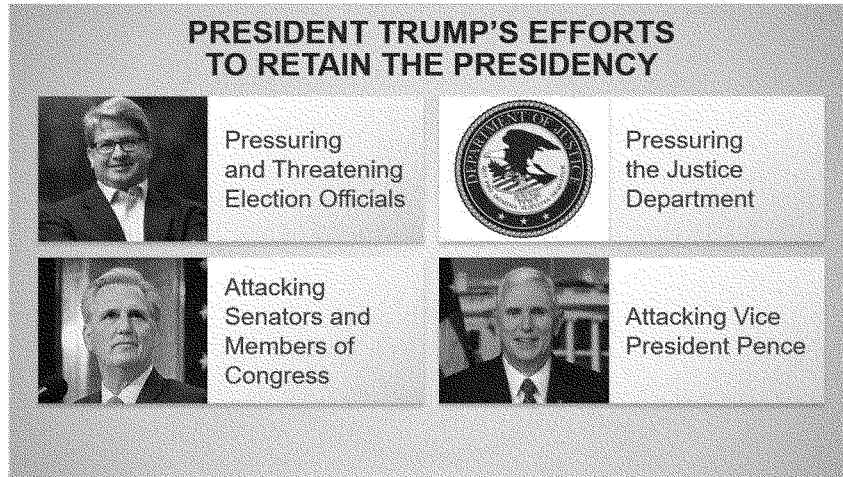 PRESIDENT TRUMP'S EFFORTS
TO RETAIN THE PRESIDENCY
Pressuring
and Threatening
Election Officials
DEPARTMENT OF JUSTICE
Pressuring
the Justice
Department
Attacking
Senators and
Members of
Congress
Attacking Vice
President Pence